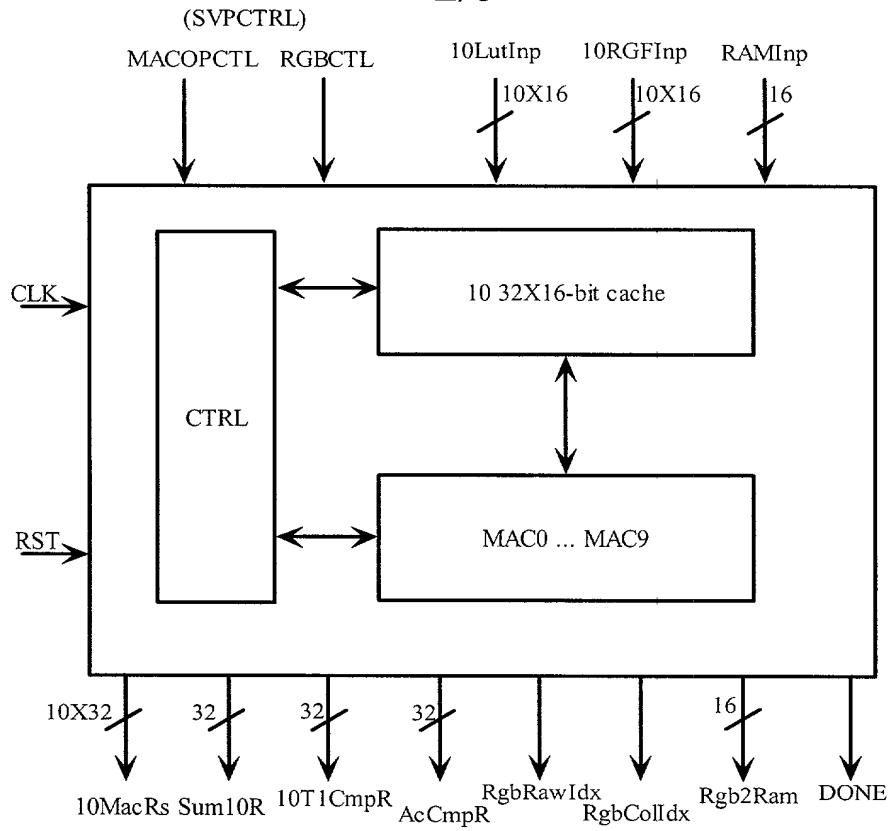 (SVPCTRL)
MACOPCTL RGBCTL 10LutInp 10RGFInp RAMInp
10X16 10X16 16
CLK
10 32X16-bit cache
CTRL
RST
MAC0 ... MAC9
10X32 32 32 32 16
10MacRs Sum10R 10T1CmpR AcCmpR RgbRawIdx RgbColIdx Rgb2Ram DONE